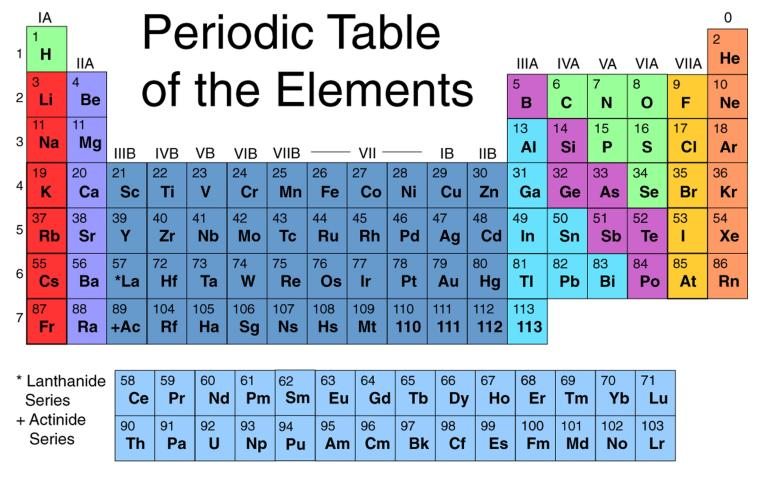 IA
0
Periodic Table
of the Elements
1
1
H
2
He
IIA
IIIA IVA VA VIA VIIA
2
3 4 5 6 7 8 9 10
Li Be B C N O F Ne
3
11 11 13 14 15 16 17 18
Na Mg Al Si P S Cl Ar
IIIB IVB VB VIB VIIB VII IB IIB
4
19 20 21 22 23 24 25 26 27 28 29 30 31 32 33 34 35 36
K Ca Sc Ti V Cr Mn Fe Co Ni Cu Zn Ga Ge As Se Br Kr
5
37 38 39 40 41 42 43 44 45 46 47 48 49 50 51 52 53 54
Rb Sr Y Zr Nb Mo Tc Ru Rh Pd Ag Cd In Sn Sb Te I Xe
6
55 56 57 72 73 74 75 76 77 78 79 80 81 82 83 84 85 86
Cs Ba *La Hf Ta W Re Os Ir Pt Au Hg Tl Pb Bi Po At Rn
7
87 88 89 104 105 106 107 108 109 110 111 112 113
Fr Ra +Ac Rf Ha Sg Ns Hs Mt 110 111 112 113
* Lanthanide
Series
58 59 60 61 62 63 64 65 66 67 68 69 70 71
Ce Pr Nd Pm Sm Eu Gd Tb Dy Ho Er Tm Yb Lu
+ Actinide
Series
90 91 92 93 94 95 96 97 98 99 100 101 102 103
Th Pa U Np Pu Am Cm Bk Cf Es Fm Md No Lr